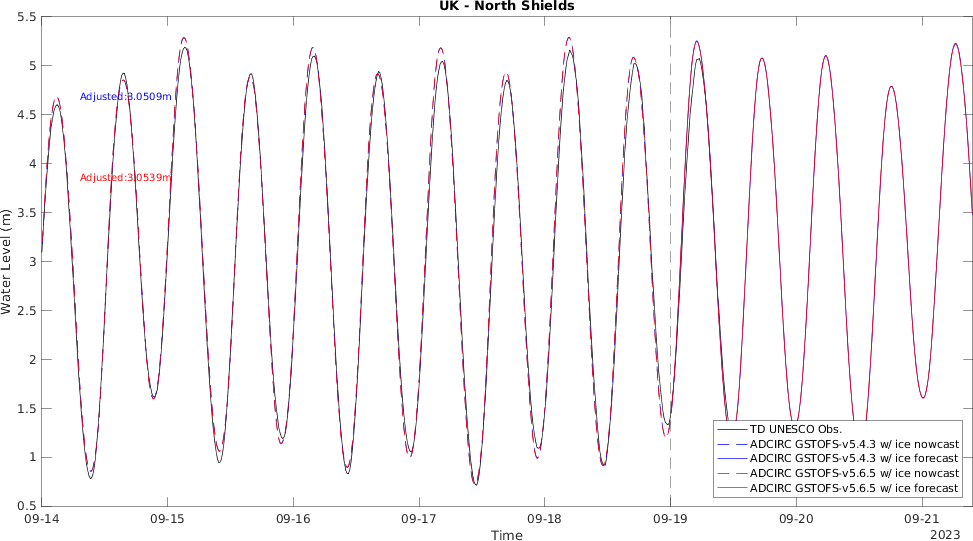 UK - North Shields
5.5
5
4.5
4
3.5
3
2.5
2
1.5
1
0.5
Water Level (m)
Adjusted:3.0509m
Adjusted:3.0539m
TD UNESCO Obs.
ADCIRC GSTOFS-v5.4.3 w/ ice nowcast
ADCIRC GSTOFS-v5.4.3 w/ ice forecast
ADCIRC GSTOFS-v5.6.5 w/ ice nowcast
ADCIRC GSTOFS-v5.6.5 w/ ice forecast
09-14 09-15 09-16 09-17 09-18 09-19 09-20 09-21
Time
2023